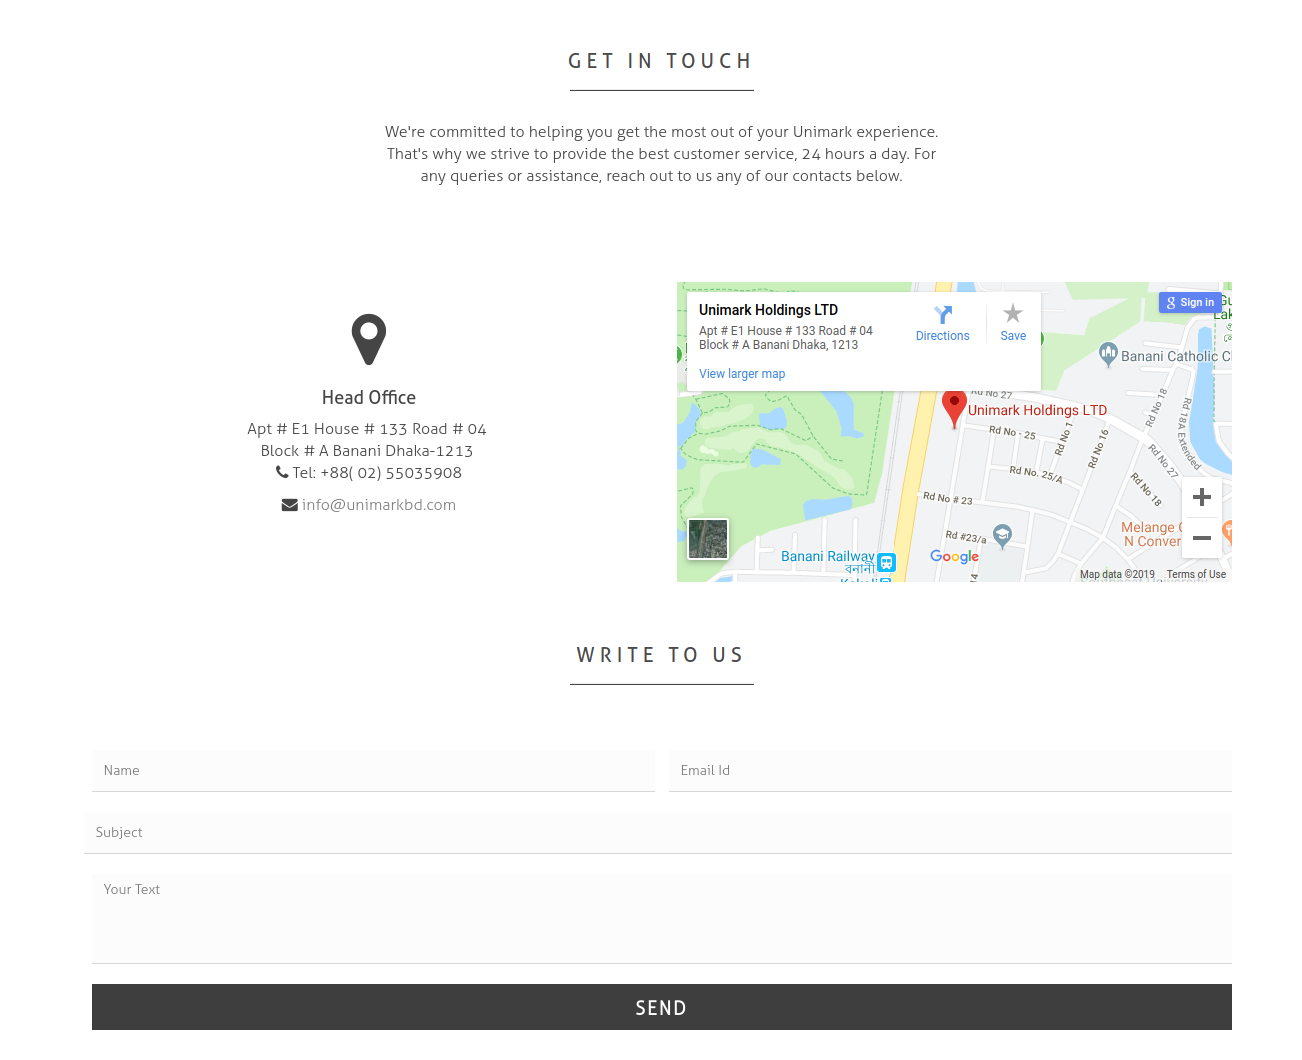 GET IN TOUCH
We're committed to helping you get the most out of your Unimark experience.
That's why we strive to provide the best customer service, 24 hours a day. For
any queries or assistance, reach out to us any of our contacts below.
Head Office
Apt # E1 House # 133 Road # 04
Block # A Banani Dhaka-1213
Tel: +88( 02) 55035908
info@unimarkbd.com
Unimark Holdings LTD
Apt # E1 House # 133 Road # 04
Block # A Banani Dhaka, 1213
View larger map
Directions
Save
Sign in
Banani Catholic
Rd No 27
Unimark Holdings LTD
Rd No - 25
Rd No 1
Rd No 16
Rd No 18
Rd 18A Extended
Rd No. 25/A
Rd No 27
Rd No 18
Rd No # 23
Rd #23/a
Melange
N Conver
Banani Railway
বনানী
Google
Map data ©2019
Terms of Use
WRITE TO US
Name
Email Id
Subject
Your Text
SEND